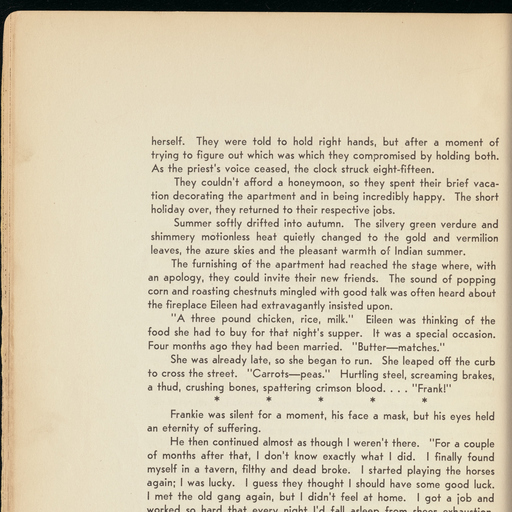 herself. They were told to hold right hands, but after a moment of
trying to figure out which was which they compromised by holding both.
As the priest's voice ceased, the clock struck eight-fifteen.
They couldn't afford a honeymoon, so they spent their brief vaca-
tion decorating the apartment and in being incredibly happy. The short
holiday over, they returned to their respective jobs.
Summer softly drifted into autumn. The silvery green verdure and
shimmery motionless heat quietly changed to the gold and vermilion
leaves, the azure skies and the pleasant warmth of Indian summer.
The furnishing of the apartment had reached the stage where, with
an apology, they could invite their new friends. The sound of popping
corn and roasting chestnuts mingled with good talk was often heard about
the fireplace Eileen had extravagantly insisted upon.
"A three pound chicken, rice, milk." Eileen was thinking of the
food she had to buy for that night's supper. It was a special occasion.
Four months ago they had been married. "Butter—matches."
She was already late, so she began to run. She leaped off the curb
to cross the street. "Carrots—peas." Hurtling steel, screaming brakes,
a thud, crushing bones, spattering crimson blood. . . . "Frank!"
* * * * *
Frankie was silent for a moment, his face a mask, but his eyes held
an eternity of suffering.
He then continued almost as though I weren't there. "For a couple
of months after that, I don't know exactly what I did. I finally found
myself in a tavern, filthy and dead broke. I started playing the horses
again; I was lucky. I guess they thought I should have some good luck.
I met the old gang again, but I didn't feel at home. I got a job and
worked so hard that every night I'd fall asleep from sheer exhaustion.